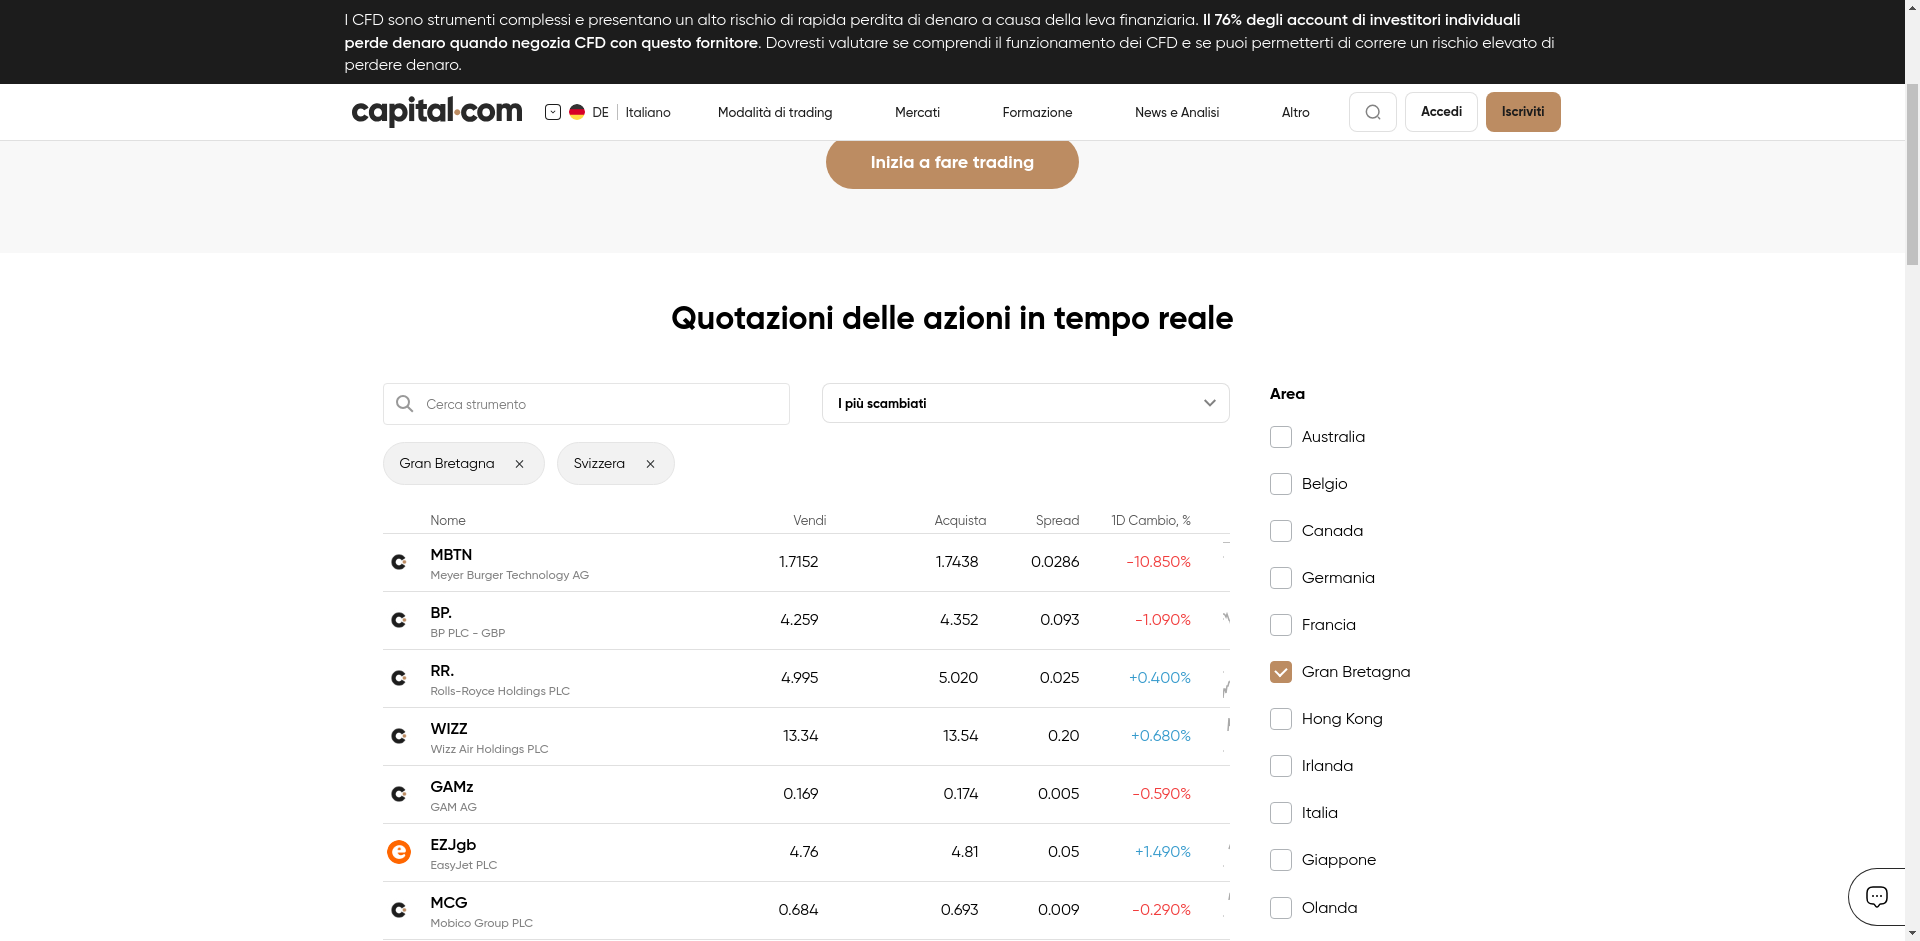 I CFD sono strumenti complessi e presentano un alto rischio di rapida perdita di denaro a causa della leva finanziaria. Il 76% degli account di investitori individuali
perde denaro quando negozia CFD con questo fornitore. Dovresti valutare se comprendi il funzionamento dei CFD e se puoi permetterti di correre un rischio elevato di
perdere denaro.
capital.com DE Italiano Modalità di trading Mercati Formazione News e Analisi Altro Accedi Iscriviti
Inizia a fare trading
Quotazioni delle azioni in tempo reale
Cerca strumento
I più scambiati
Gran Bretagna
Svizzera
Nome Vendi Acquista Spread 1D Cambio, %
MBTN
Meyer Burger Technology AG
1.7152 1.7438 0.0286 -10.850%
BP.
BP PLC - GBP
4.259 4.352 0.093 -1.090%
RR.
Rolls-Royce Holdings PLC
4.995 5.020 0.025 +0.400%
WIZZ
Wizz Air Holdings PLC
13.34 13.54 0.20 +0.680%
GAMz
GAM AG
0.169 0.174 0.005 -0.590%
EZJgb
EasyJet PLC
4.76 4.81 0.05 +1.490%
MCG
Mobico Group PLC
0.684 0.693 0.009 -0.290%
Area
Australia
Belgio
Canada
Germania
Francia
Gran Bretagna
Hong Kong
Irlanda
Italia
Giappone
Olanda